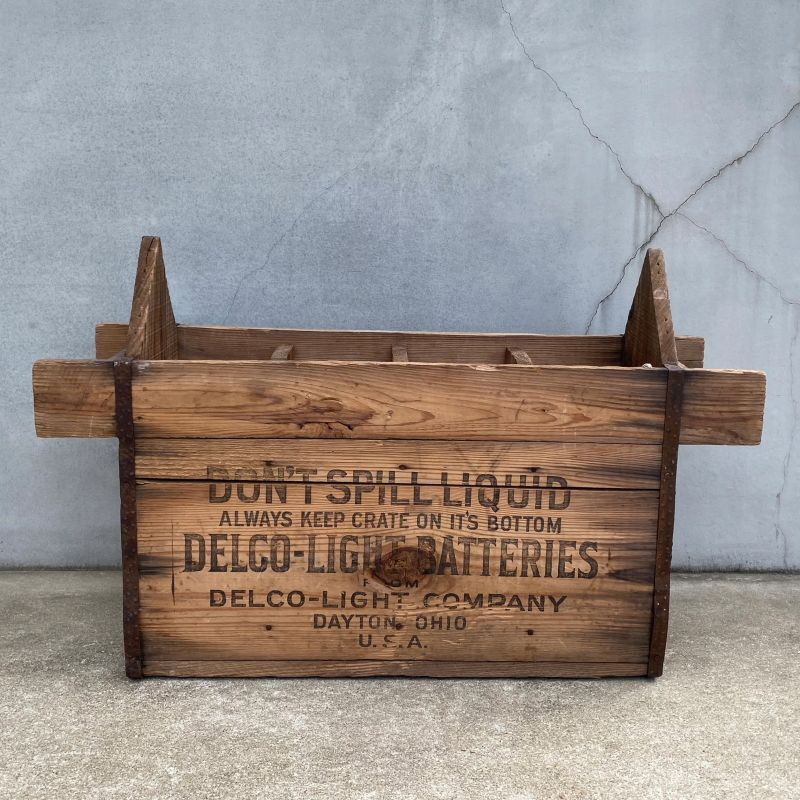 DON'T SPILL LIQUID
ALWAYS KEEP CRATE ON IT'S BOTTOM
DELCO-LIGHT BATTERIES
FROM
DELCO-LIGHT COMPANY
DAYTON, OHIO
U.S.A.